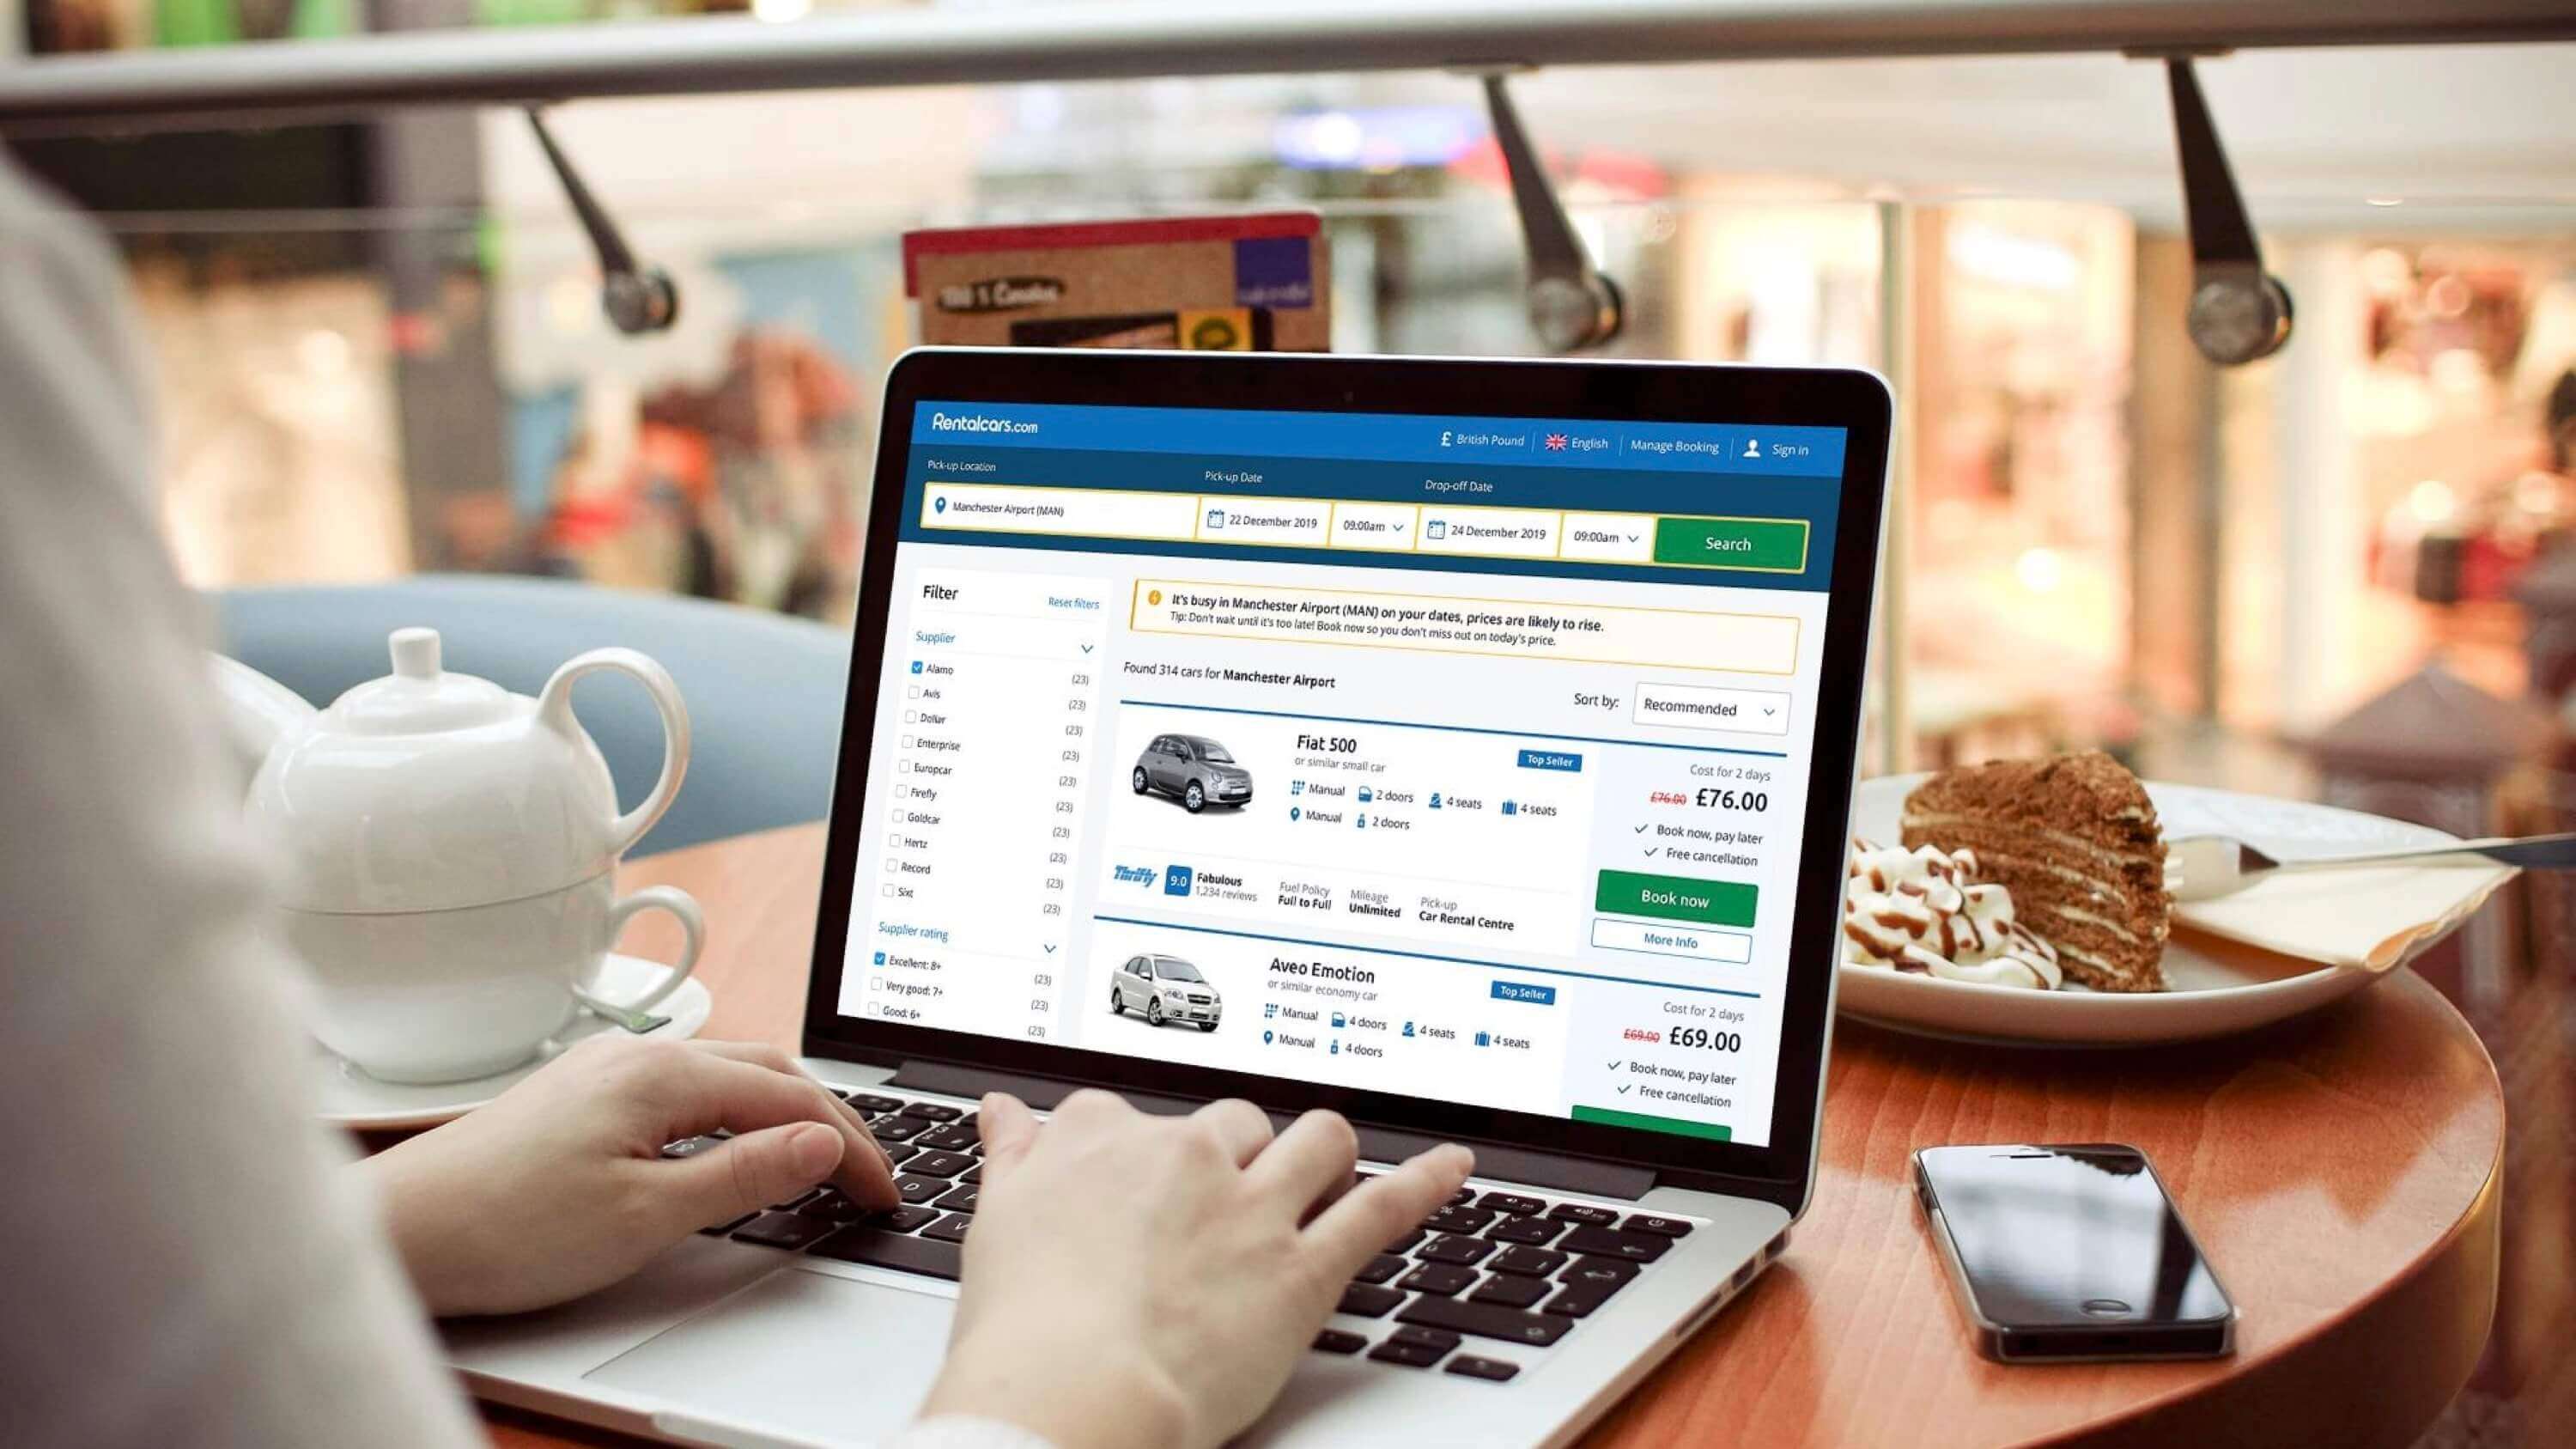 Rentalcars.com
£ British Pound
English
Manage Booking
Sign in
Pick-up Location
Pick-up Date
Drop-off Date
Manchester Airport (MAN)
22 December 2019
09:00am
24 December 2019
09:00am
Search
Filter
Reset filters
Supplier
Alamo (23)
Avis (23)
Dollar (23)
Enterprise (23)
Europcar (23)
Firefly (23)
Goldcar (23)
Hertz (23)
Record (23)
Sixt (23)
Supplier rating
Excellent: 8+ (23)
Very good: 7+ (23)
Good: 6+ (23)
It's busy in Manchester Airport (MAN) on your dates, prices are likely to rise.
Tip: Don't wait until it's too late! Book now so you don't miss out on today's price.
Found 314 cars for Manchester Airport
Sort by: Recommended
Fiat 500
or similar small car
Top Seller
Manual 2 doors 4 seats 4 seats
Manual 2 doors
Cost for 2 days
£76.00 £76.00
Book now, pay later
Free cancellation
Book now
More Info
Thrifty
9.0 Fabulous
1,234 reviews
Fuel Policy
Full to Full
Mileage
Unlimited
Pick-up
Car Rental Centre
Aveo Emotion
or similar economy car
Top Seller
Manual 4 doors 4 seats 4 seats
Manual 4 doors
Cost for 2 days
£69.00 £69.00
Book now, pay later
Free cancellation
E
D
C
V